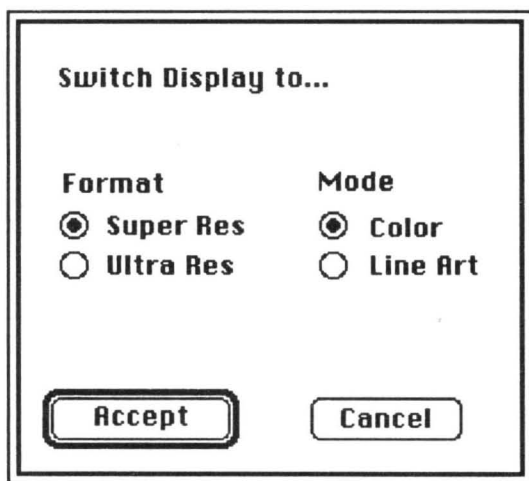 Switch Display to...
Format
Super Res
Ultra Res
Mode
Color
Line Art
Accept
Cancel